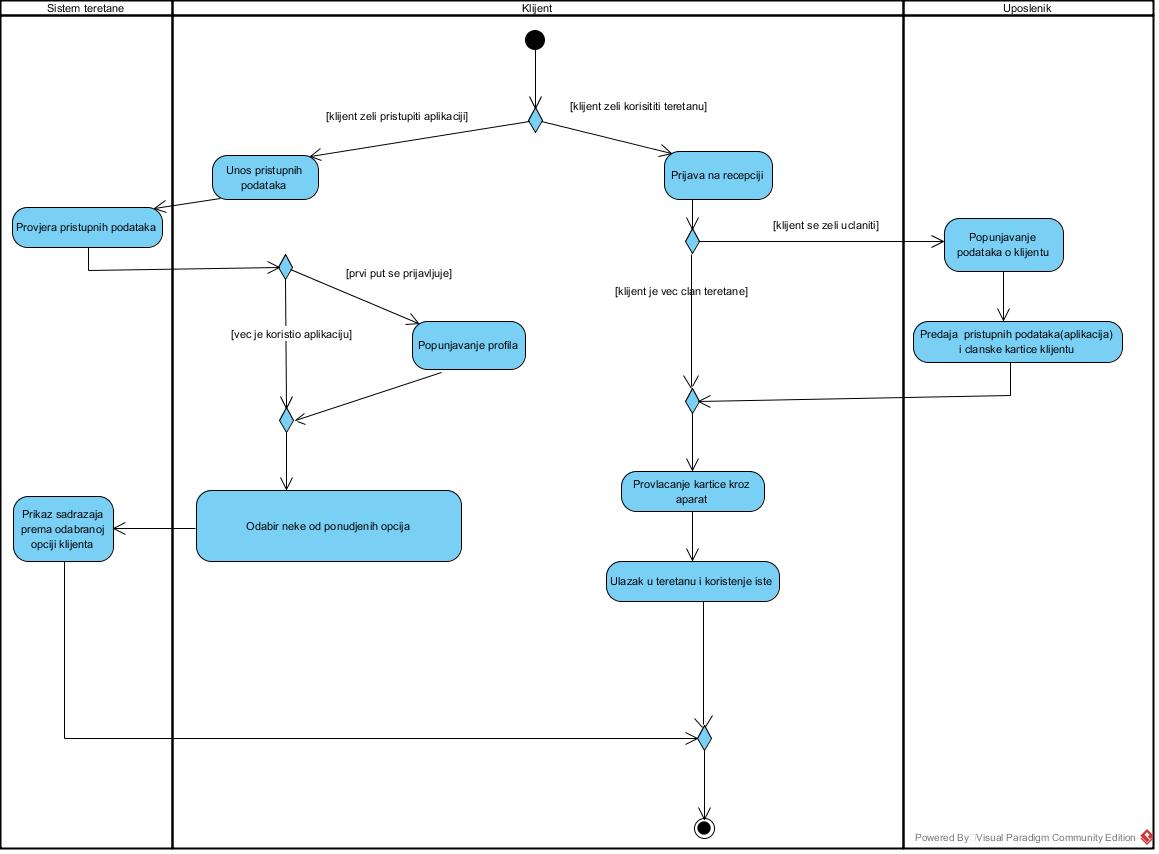 Sistem teretane
Klijent
Uposlenik
[klijent zeli korisititi teretanu]
[klijent zeli pristupiti aplikaciji]
Unos pristupnih
podataka
Prijava na recepciji
Provjera pristupnih podataka
[klijent se zeli uclaniti]
Popunjavanje
podataka o klijentu
[prvi put se prijavljuje]
[klijent je vec clan teretane]
[vec je koristio aplikaciju]
Popunjavanje profila
Predaja pristupnih podataka(aplikacija)
i clanske kartice klijentu
Provlacanje kartice kroz
aparat
Prikaz sadrazaja
prema odabranoj
opciji klijenta
Odabir neke od ponudjenih opcija
Ulazak u teretanu i koristenje iste
Powered By Visual Paradigm Community Edition